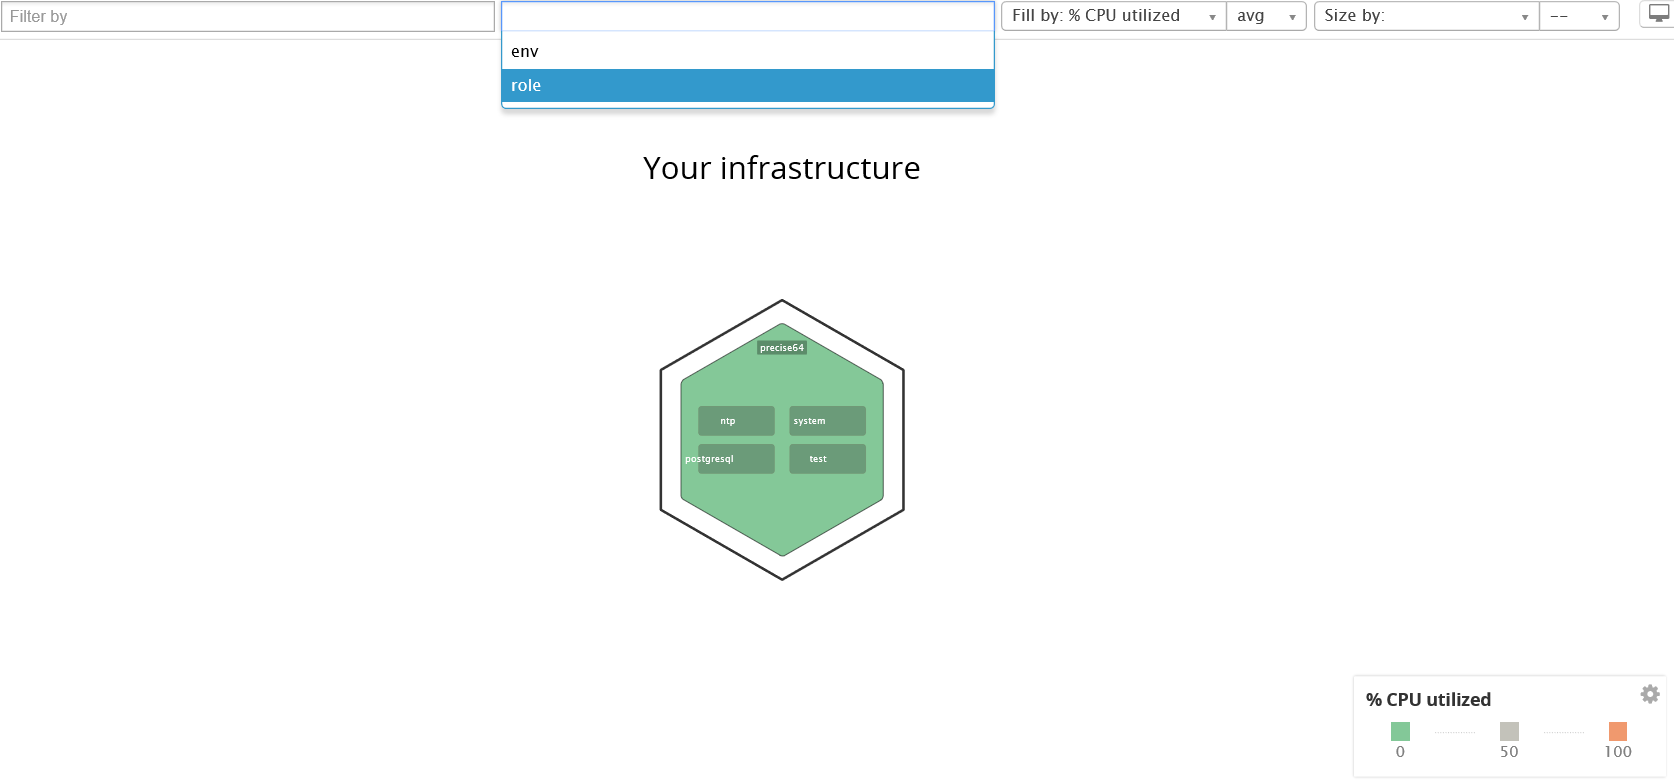 Filter by
Fill by: % CPU utilized
avg
Size by:
--
env
role
Your infrastructure
precise64
ntp
system
postgresql
test
% CPU utilized
0
50
100